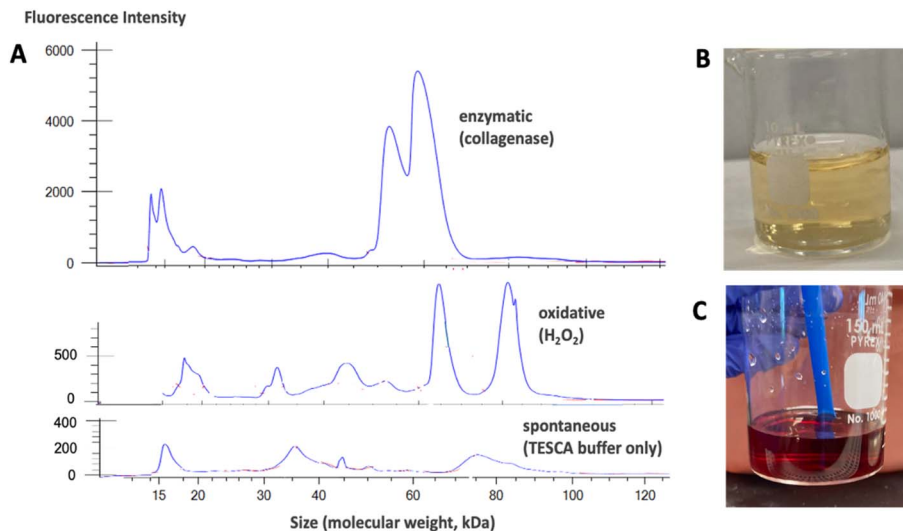 Fluorescence Intensity
A
6000
4000
2000
0
enzymatic
(collagenase)
500
0
oxidative
(H₂O₂)
400
200
0
spontaneous
(TESCA buffer only)
15 20 30 40 60 80 100 120
Size (molecular weight, kDa)
B
PYREX
C
150 mL
PYREX
No. 1000